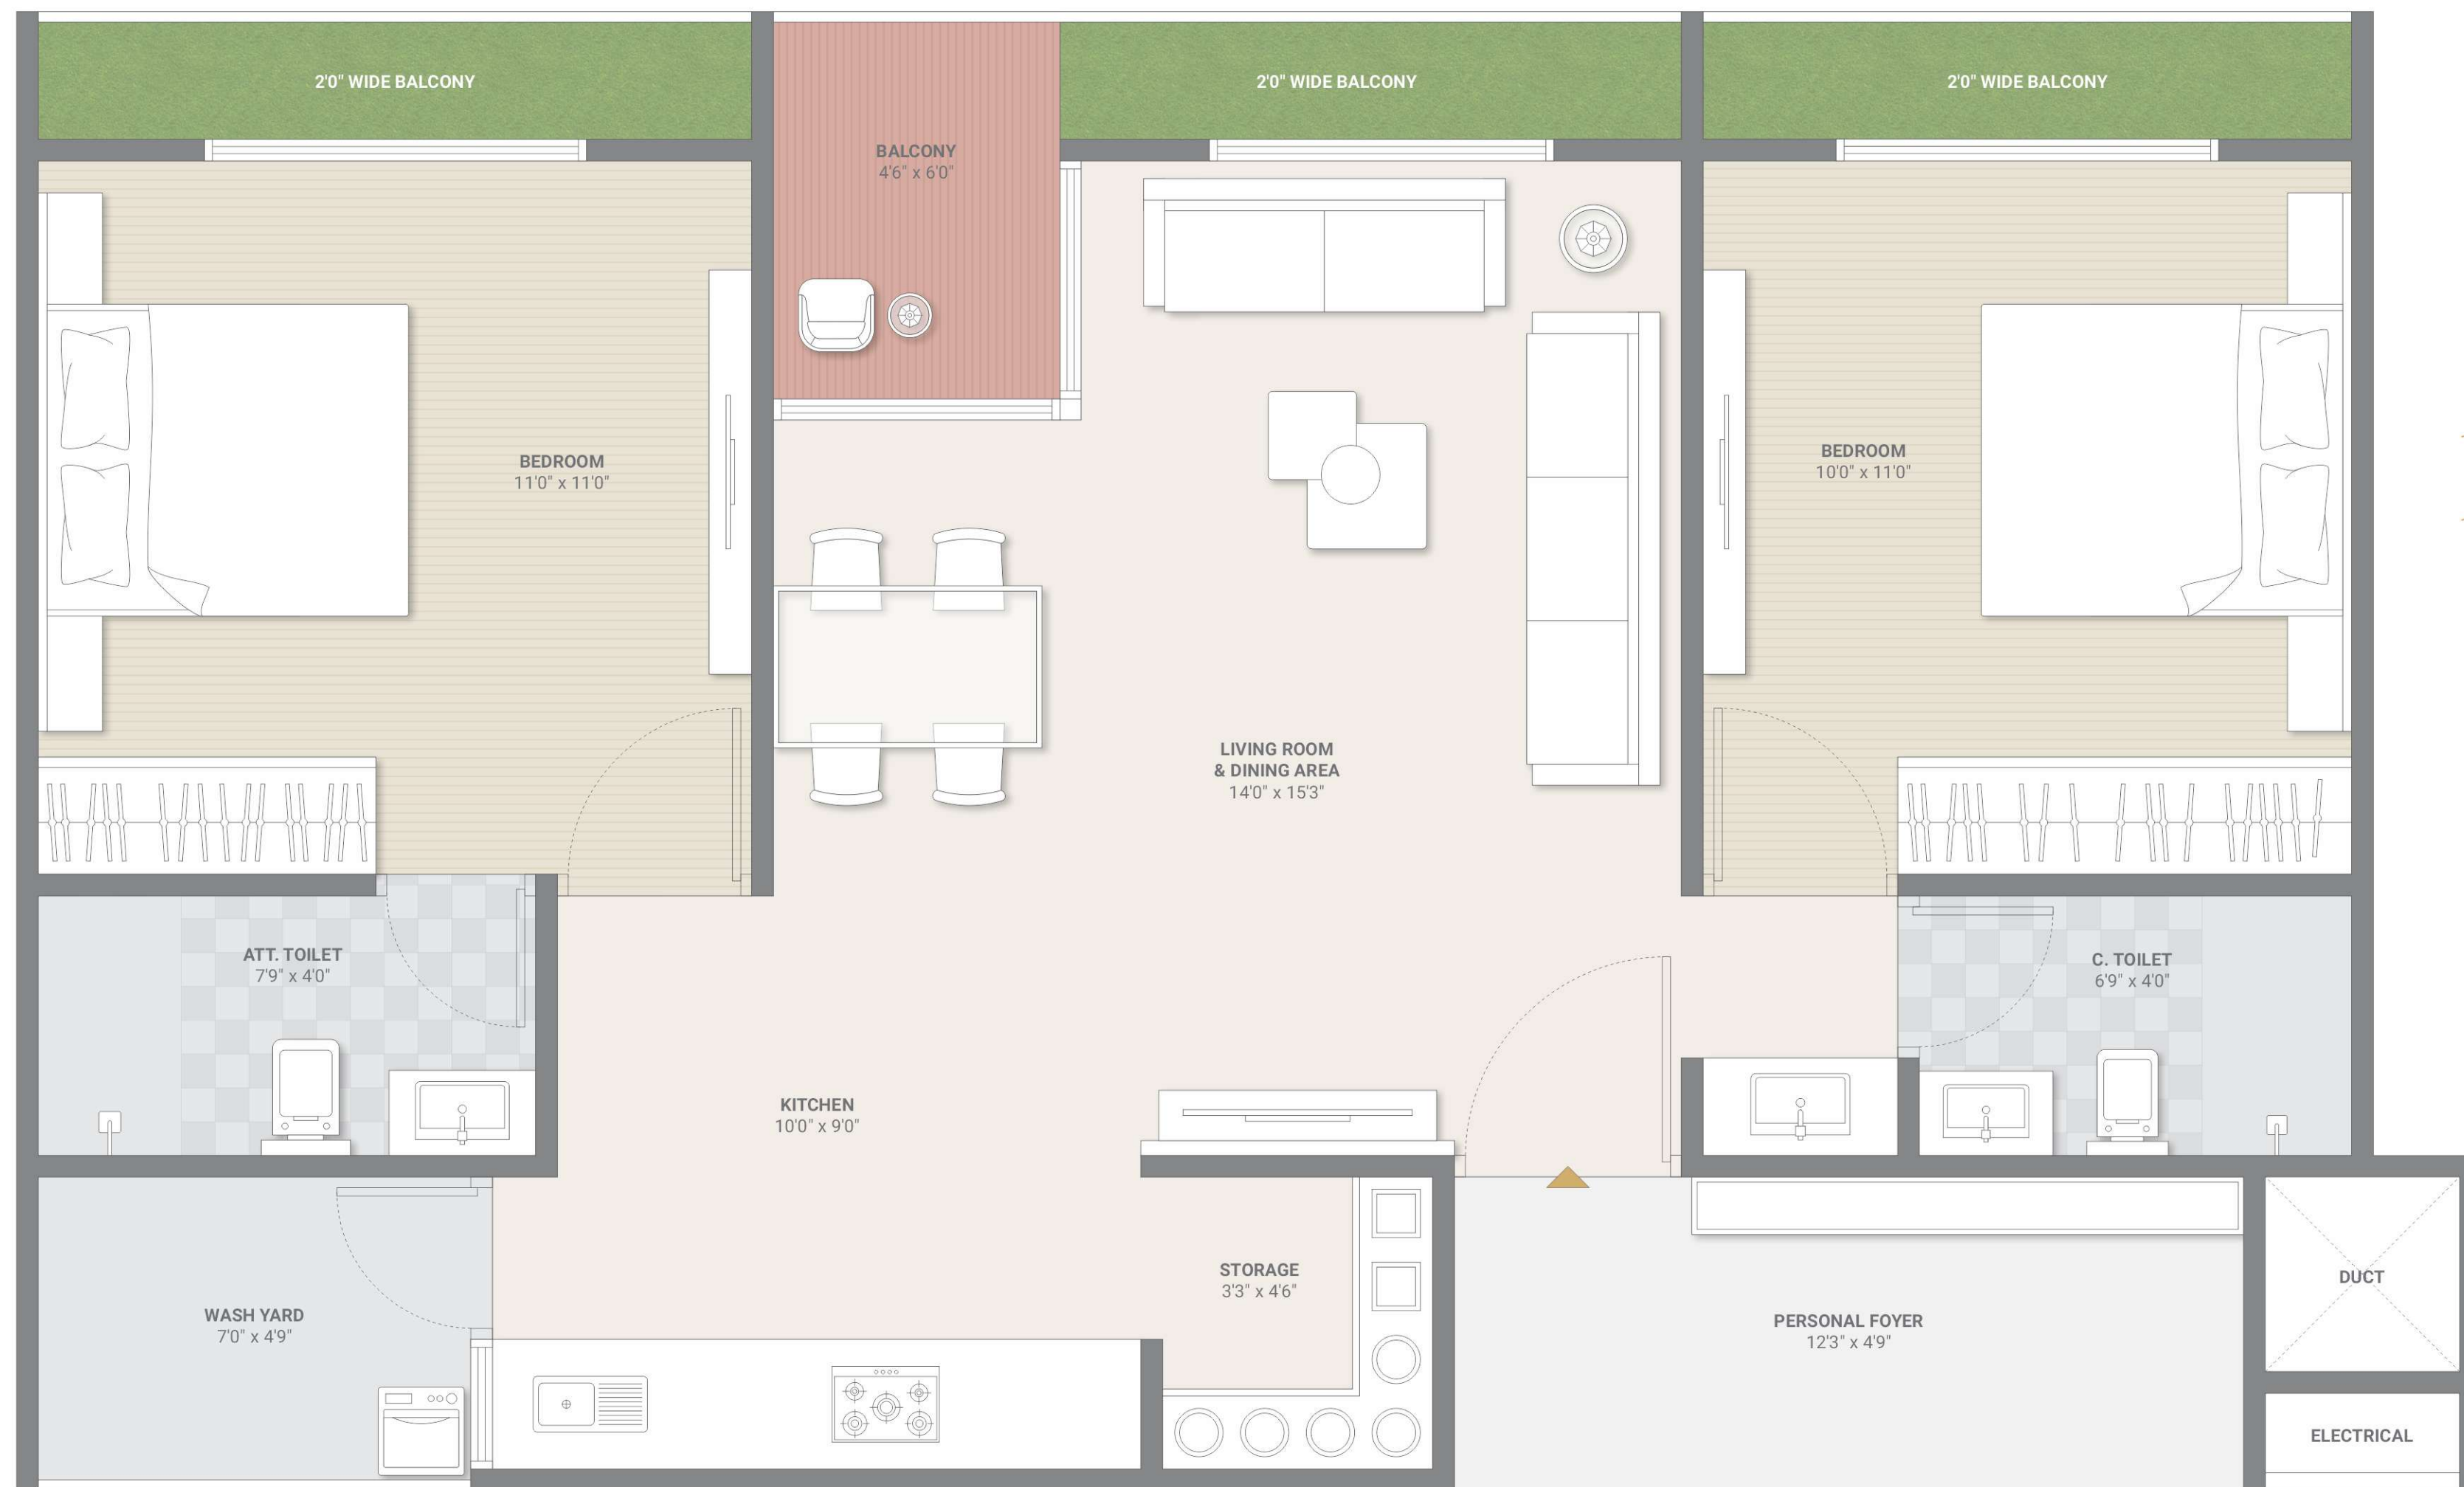 2'0" WIDE BALCONY
2'0" WIDE BALCONY
2'0" WIDE BALCONY
BALCONY
4'6" x 6'0"
BEDROOM
11'0" x 11'0"
BEDROOM
10'0" x 11'0"
LIVING ROOM
& DINING AREA
14'0" x 15'3"
ATT. TOILET
7'9" x 4'0"
C. TOILET
6'9" x 4'0"
KITCHEN
10'0" x 9'0"
STORAGE
3'3" x 4'6"
WASH YARD
7'0" x 4'9"
PERSONAL FOYER
12'3" x 4'9"
DUCT
ELECTRICAL